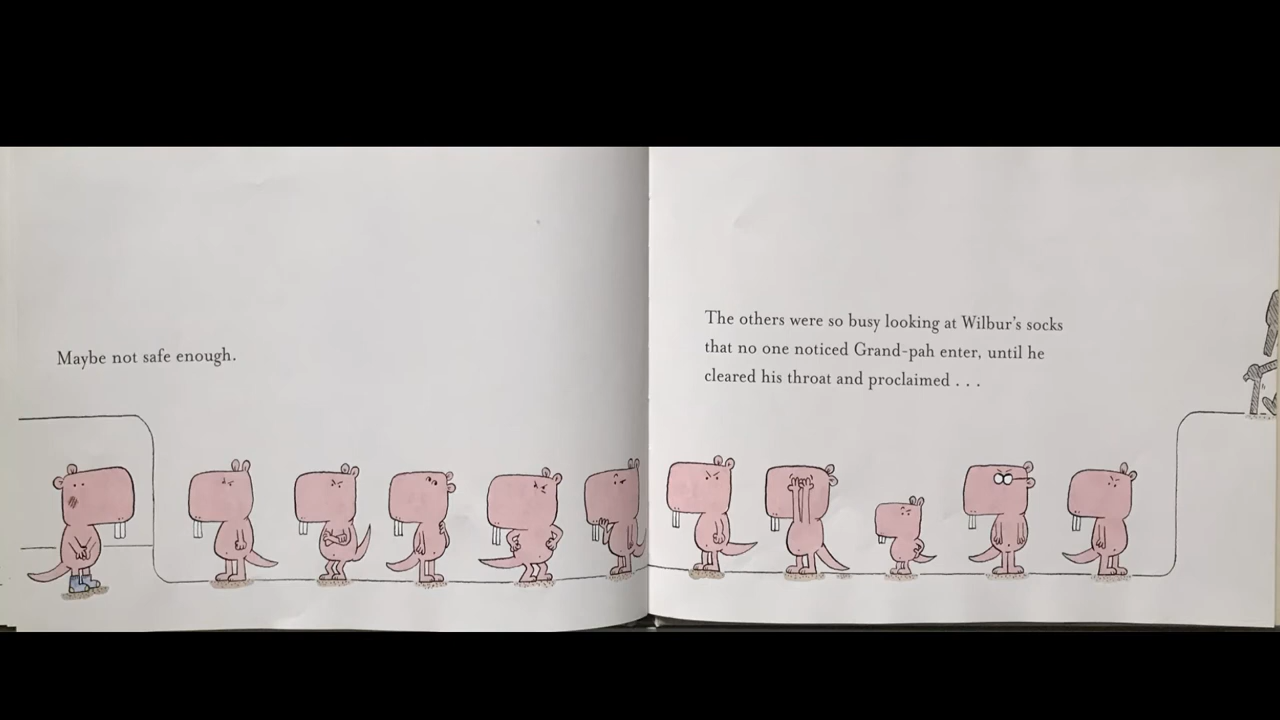 Maybe not safe enough.
The others were so busy looking at Wilbur's socks
that no one noticed Grand-pah enter, until he
cleared his throat and proclaimed . . .